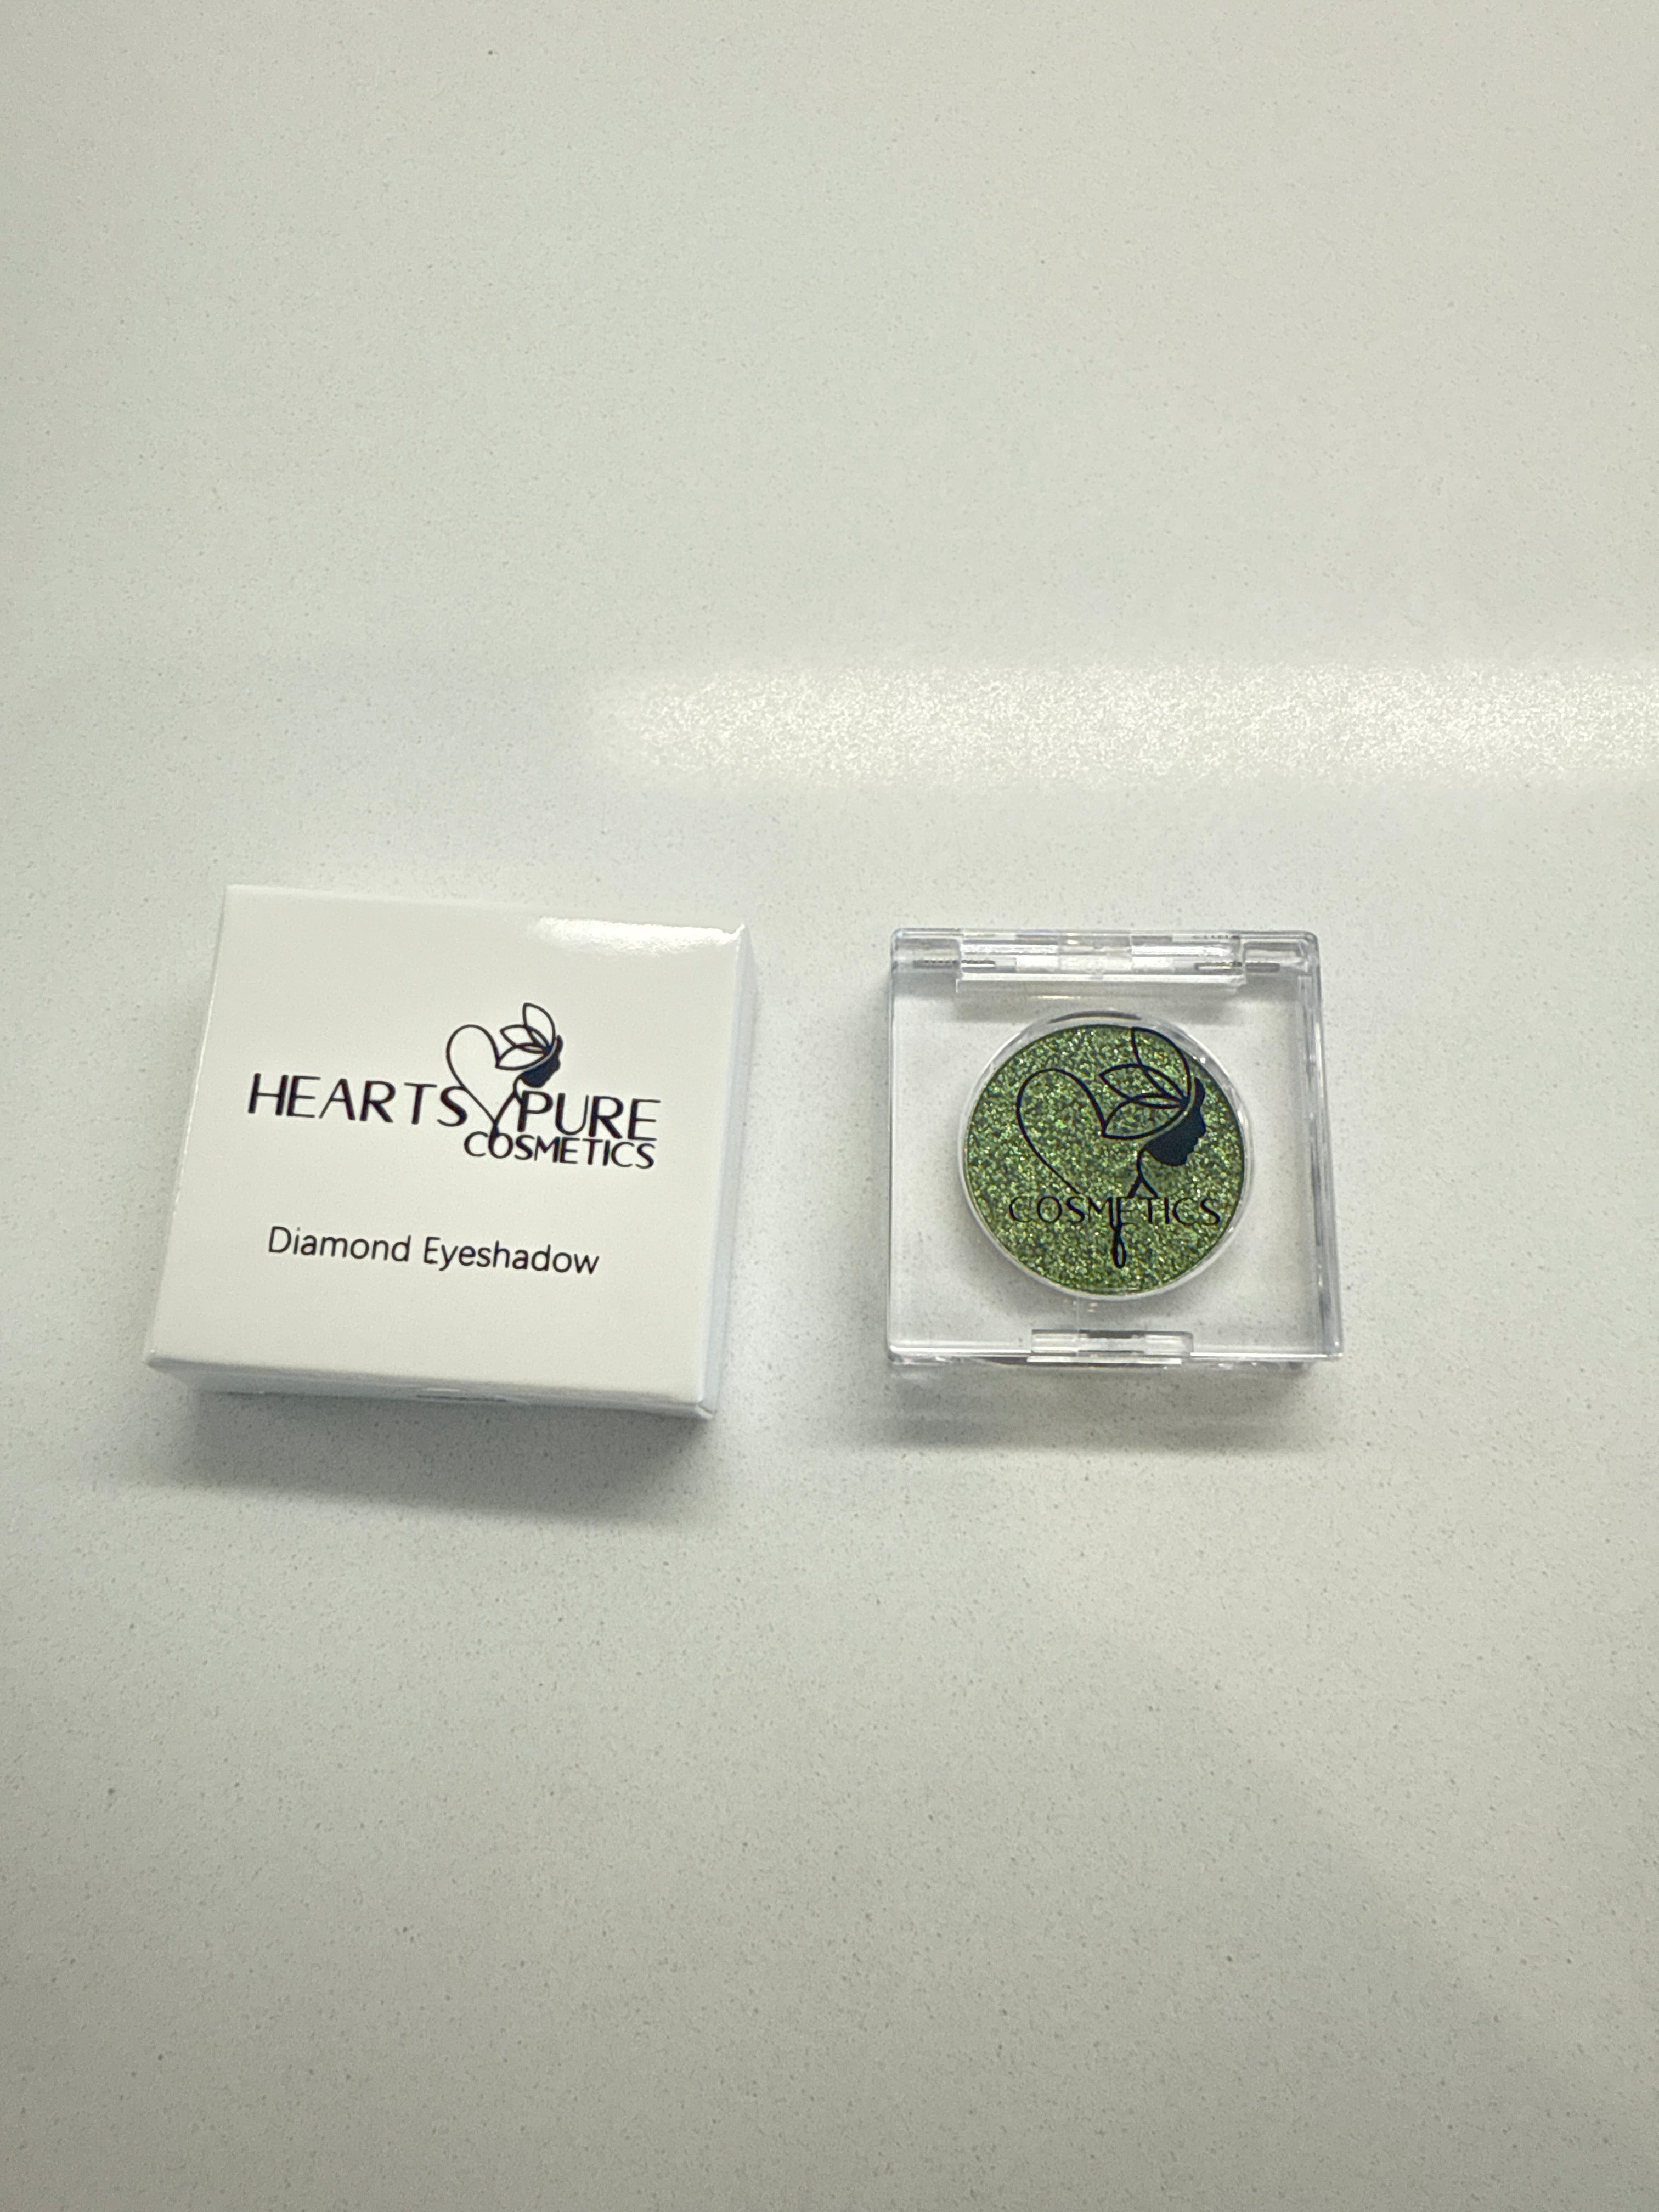 HEARTS PURE
COSMETICS
Diamond Eyeshadow
COSMETICS